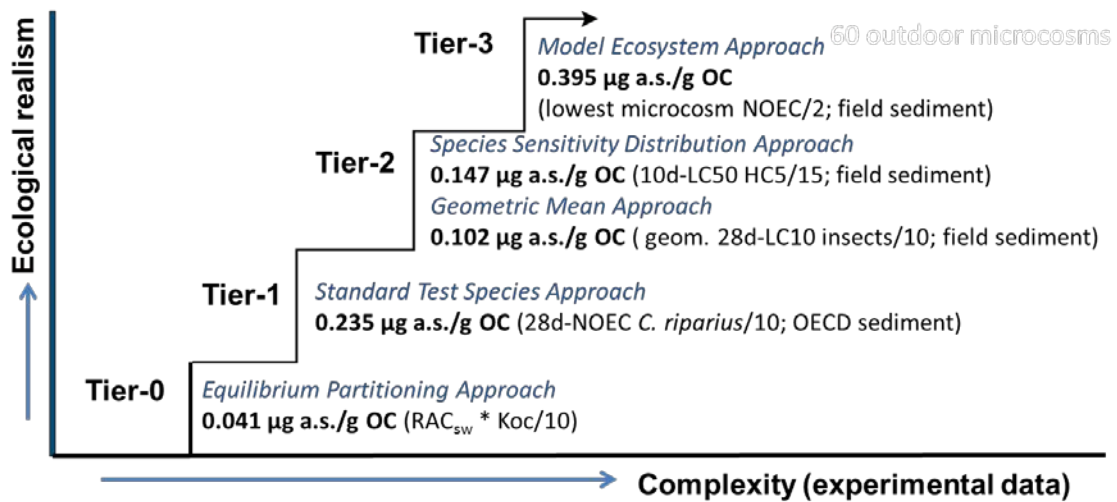 60 outdoor microcosms
Tier-3
Model Ecosystem Approach
0.395 µg a.s./g OC
(lowest microcosm NOEC/2; field sediment)
Tier-2
Species Sensitivity Distribution Approach
0.147 µg a.s./g OC (10d-LC50 HC5/15; field sediment)
Geometric Mean Approach
0.102 µg a.s./g OC ( geom. 28d-LC10 insects/10; field sediment)
Tier-1
Standard Test Species Approach
0.235 µg a.s./g OC (28d-NOEC C. riparius/10; OECD sediment)
Tier-0
Equilibrium Partitioning Approach
0.041 µg a.s./g OC (RACsw * Koc/10)
Ecological realism
Complexity (experimental data)